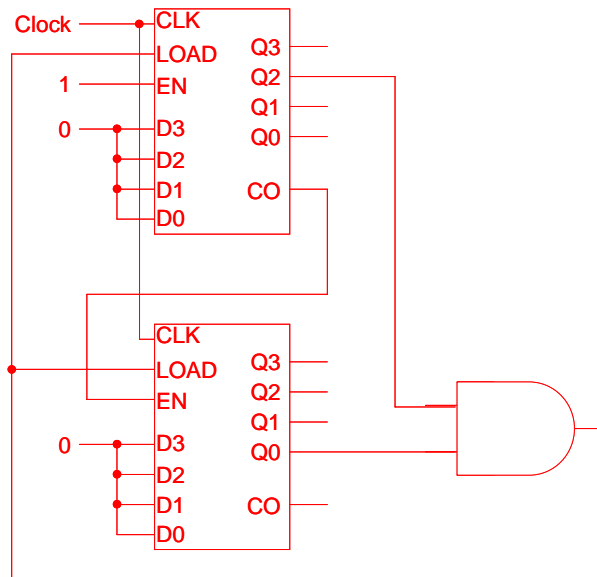 Clock
CLK
LOAD
1
EN
0
D3
D2
D1
D0
Q3
Q2
Q1
Q0
CO
CLK
LOAD
EN
0
D3
D2
D1
D0
Q3
Q2
Q1
Q0
CO